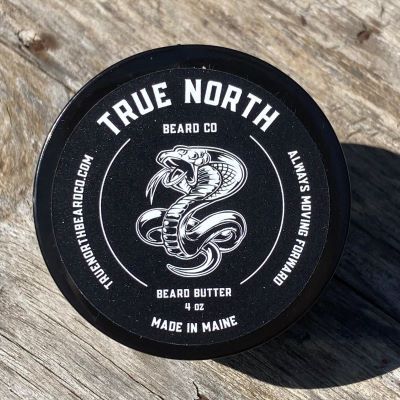 TRUE NORTH
BEARD CO
TRUENORTHBEARDCO.COM
ALWAYS MOVING FORWARD
BEARD BUTTER
4 OZ
MADE IN MAINE